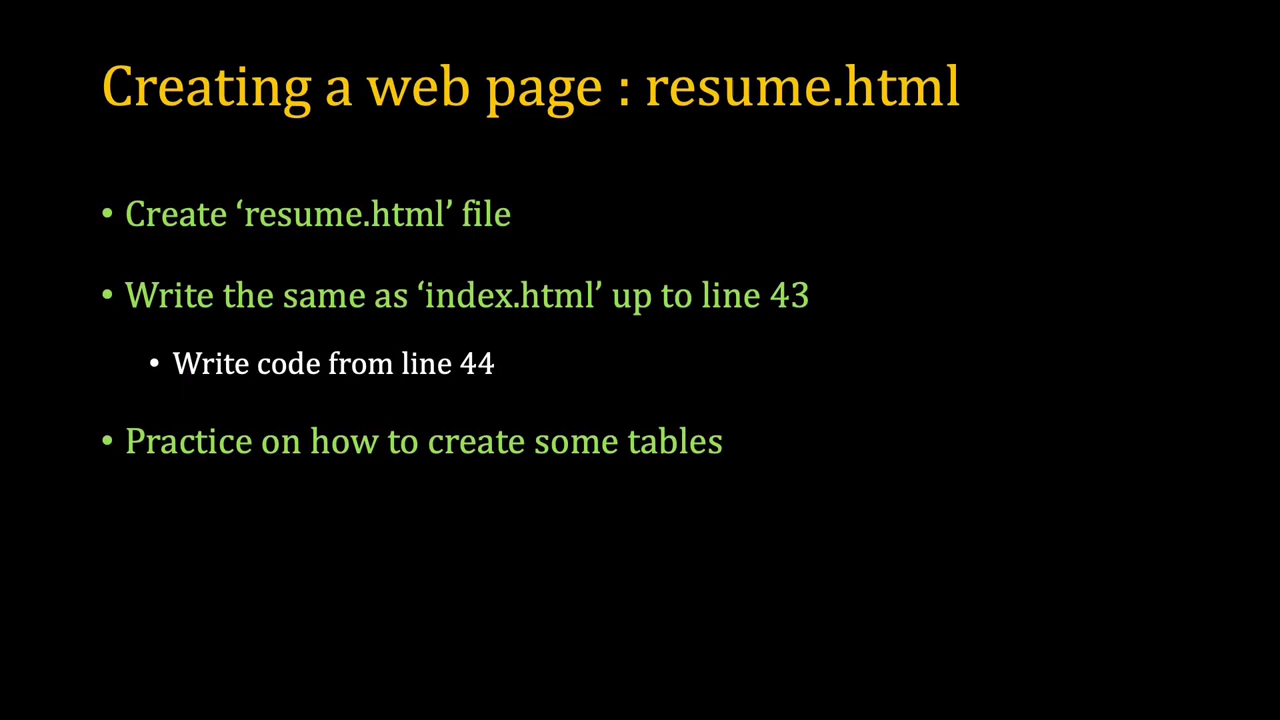 Creating a web page : resume.html
• Create ‘resume.html’ file
• Write the same as ‘index.html’ up to line 43
• Write code from line 44
• Practice on how to create some tables